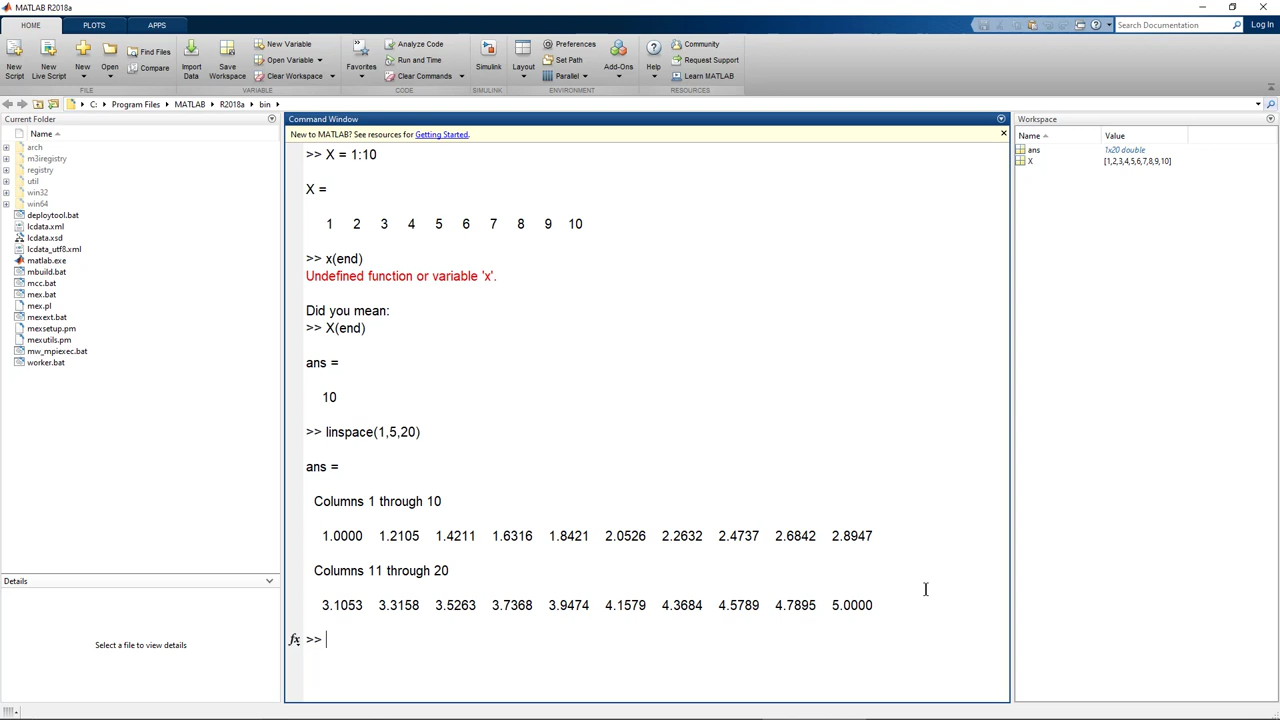 MATLAB R2018a
HOME PLOTS APPS Search Documentation Log In
New Script New Live Script New Open Find Files Compare
Import Data Save Workspace New Variable Open Variable Clear Workspace
Favorites Analyze Code Run and Time Clear Commands
Simulink Layout Preferences Set Path Parallel Add-Ons
Help Community Request Support Learn MATLAB
FILE VARIABLE CODE SIMULINK ENVIRONMENT RESOURCES
C: Program Files MATLAB R2018a bin
Current Folder
Name
arch
m3iregistry
registry
util
win32
win64
deploytool.bat
lcdata.xml
lcdata.xsd
lcdata_utf8.xml
matlab.exe
mbuild.bat
mcc.bat
mex.bat
mex.pl
mexext.bat
mexsetup.pm
mexutils.pm
mw_mpiexec.bat
worker.bat
Details
Select a file to view details
Command Window
New to MATLAB? See resources for Getting Started.
>> X = 1:10
X =
1 2 3 4 5 6 7 8 9 10
>> x(end)
Undefined function or variable 'x'.
Did you mean:
>> X(end)
ans =
10
>> linspace(1,5,20)
ans =
Columns 1 through 10
1.0000 1.2105 1.4211 1.6316 1.8421 2.0526 2.2632 2.4737 2.6842 2.8947
Columns 11 through 20
3.1053 3.3158 3.5263 3.7368 3.9474 4.1579 4.3684 4.5789 4.7895 5.0000
fx >>
Workspace
Name Value
ans 1x20 double
X [1,2,3,4,5,6,7,8,9,10]